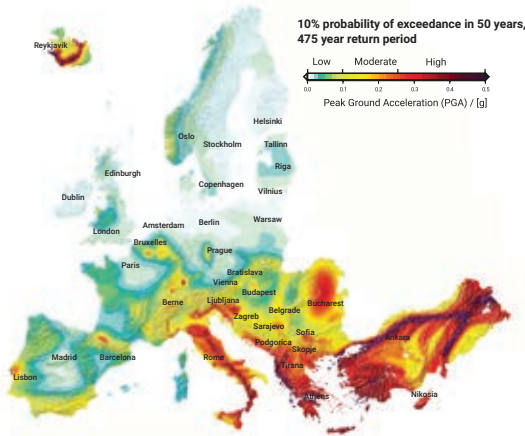 10% probability of exceedance in 50 years,
475 year return period
Low Moderate High
0.0 0.1 0.2 0.3 0.4 0.5
Peak Ground Acceleration (PGA) / [g]
Reykjavik
Helsinki
Oslo
Stockholm
Tallinn
Riga
Edinburgh
Copenhagen
Vilnius
Dublin
London
Amsterdam
Berlin
Warsaw
Bruxelles
Prague
Paris
Bratislava
Vienna
Budapest
Berne
Ljubljana
Bucharest
Zagreb
Belgrade
Sarajevo
Sofia
Podgorica
Skopje
Ankara
Madrid
Barcelona
Rome
Tirana
Lisbon
Athens
Nikosia